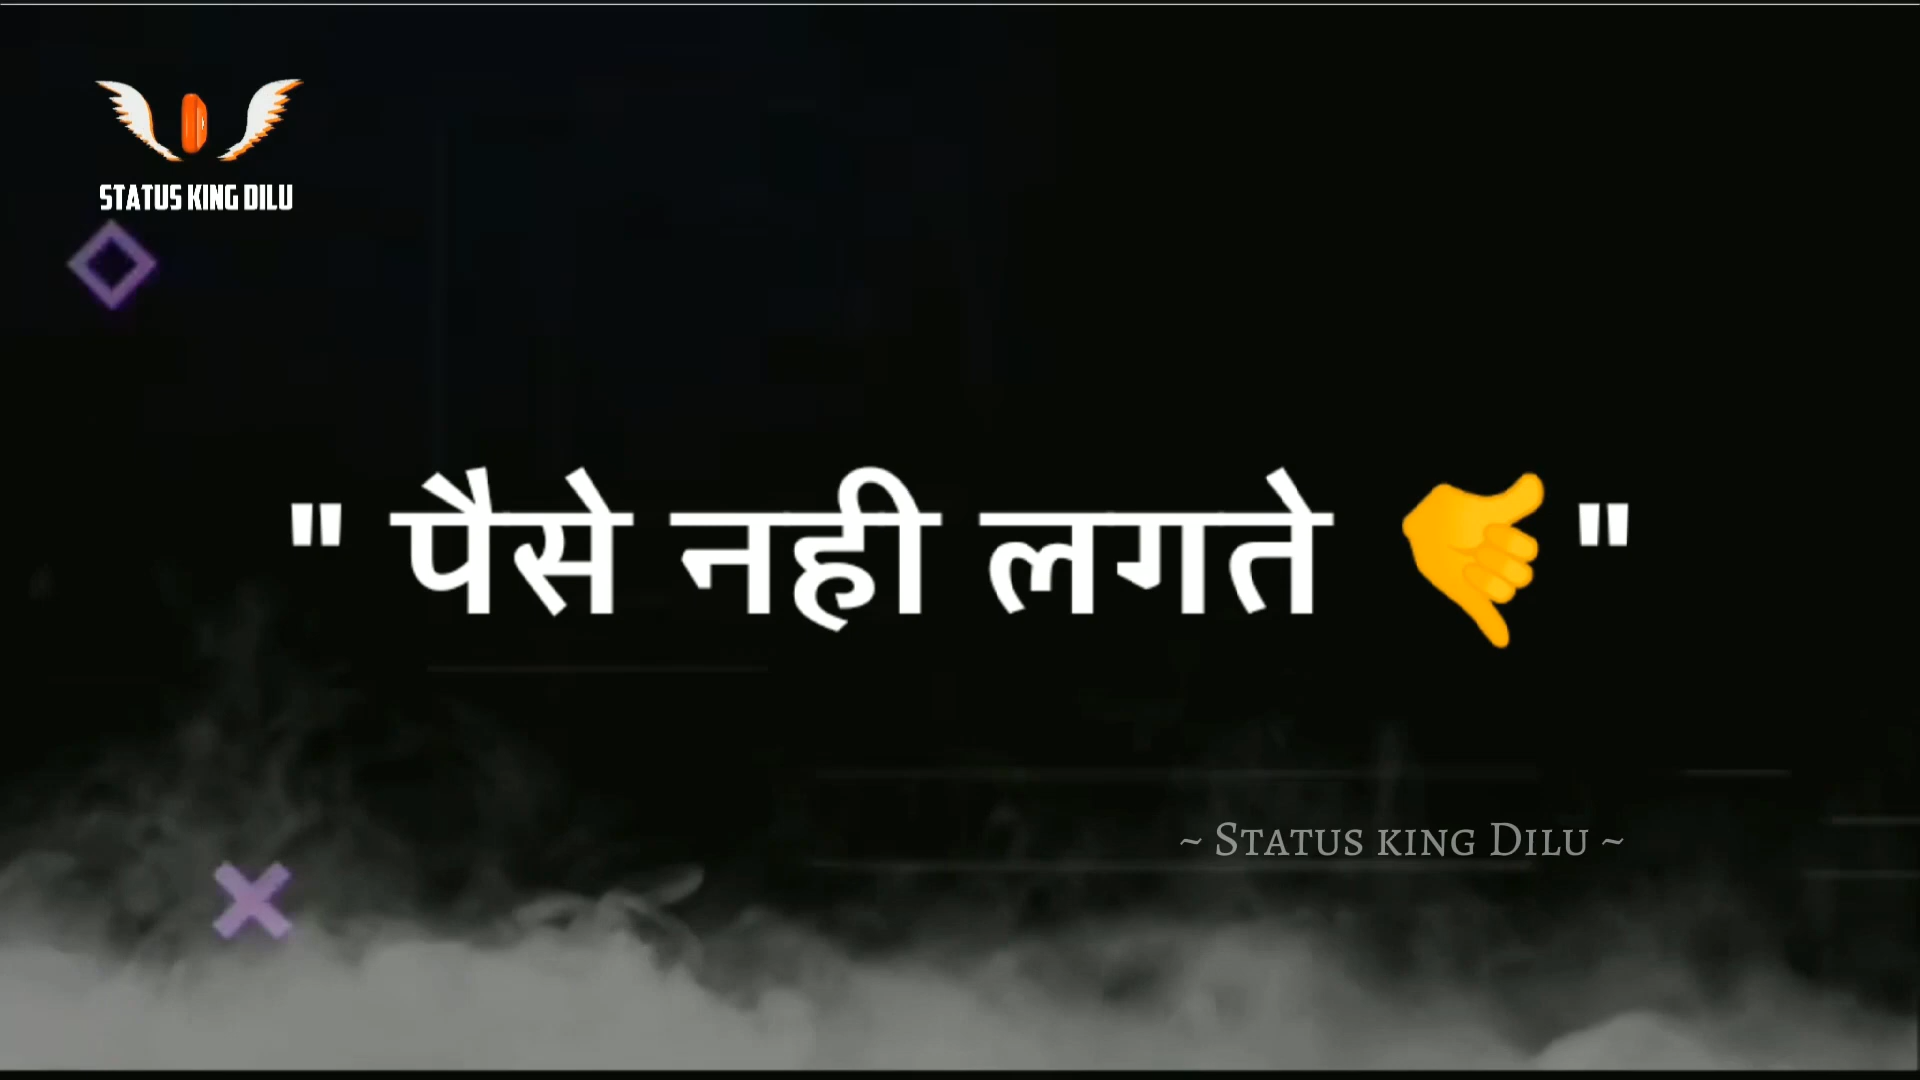 STATUS KING DILU
" पैसे नही लगते 🤙 "
~ Status king Dilu ~